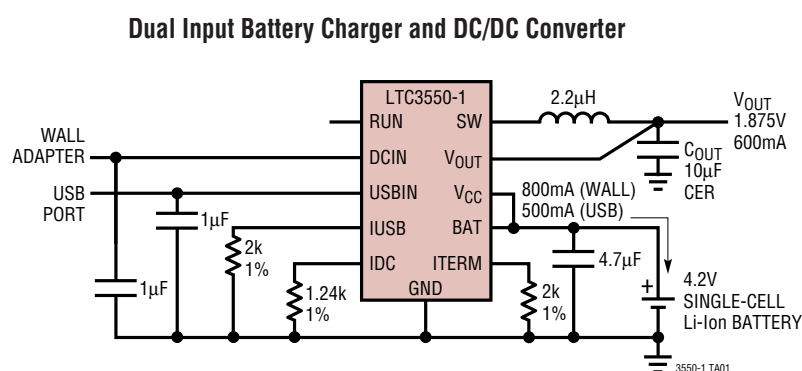 Dual Input Battery Charger and DC/DC Converter
LTC3550-1
RUN
SW
2.2µH
VOUT
1.875V
600mA
WALL
ADAPTER
DCIN
VOUT
COUT
10µF
CER
USB
PORT
USBIN
VCC
800mA (WALL)
500mA (USB)
1µF
IUSB
BAT
2k
1%
4.7µF
IDC
ITERM
1µF
1.24k
1%
GND
2k
1%
+
4.2V
SINGLE-CELL
Li-Ion BATTERY
3550-1 TA01